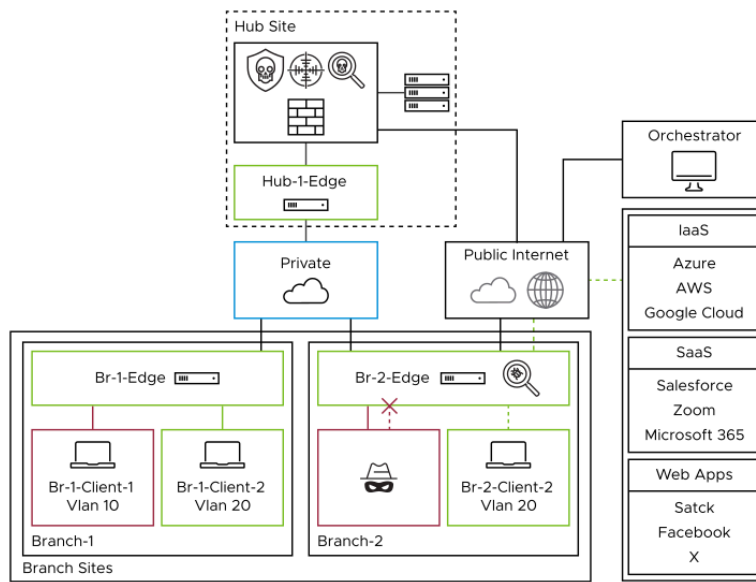 Hub Site
Hub-1-Edge
Orchestrator
Private
Public Internet
IaaS
Azure
AWS
Google Cloud
SaaS
Salesforce
Zoom
Microsoft 365
Web Apps
Satck
Facebook
X
Br-1-Edge
Br-1-Client-1
Vlan 10
Br-1-Client-2
Vlan 20
Branch-1
Br-2-Edge
Br-2-Client-2
Vlan 20
Branch-2
Branch Sites